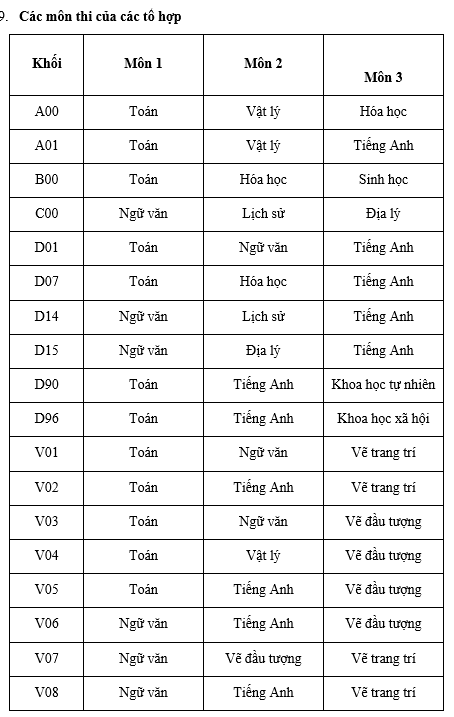 9. Các môn thi của các tổ hợp
Khối Môn 1 Môn 2 Môn 3
A00 Toán Vật lý Hóa học
A01 Toán Vật lý Tiếng Anh
B00 Toán Hóa học Sinh học
C00 Ngữ văn Lịch sử Địa lý
D01 Toán Ngữ văn Tiếng Anh
D07 Toán Hóa học Tiếng Anh
D14 Ngữ văn Lịch sử Tiếng Anh
D15 Ngữ văn Địa lý Tiếng Anh
D90 Toán Tiếng Anh Khoa học tự nhiên
D96 Toán Tiếng Anh Khoa học xã hội
V01 Toán Ngữ văn Vẽ trang trí
V02 Toán Tiếng Anh Vẽ trang trí
V03 Toán Ngữ văn Vẽ đầu tượng
V04 Toán Vật lý Vẽ đầu tượng
V05 Toán Tiếng Anh Vẽ đầu tượng
V06 Ngữ văn Tiếng Anh Vẽ đầu tượng
V07 Ngữ văn Vẽ đầu tượng Vẽ trang trí
V08 Ngữ văn Tiếng Anh Vẽ trang trí